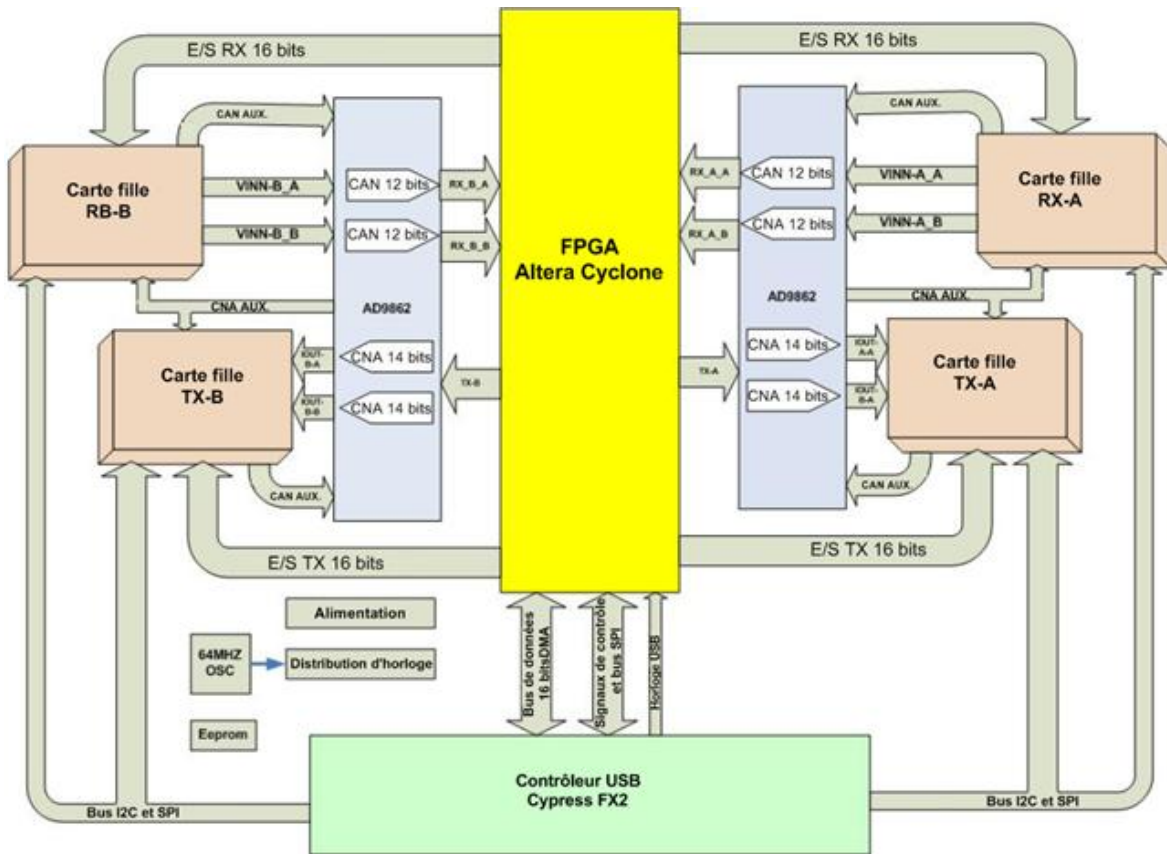 E/S RX 16 bits
E/S RX 16 bits
CAN AUX.
CAN AUX.
Carte fille
RB-B
VINN-B_A
CAN 12 bits
RX_B_A
VINN-B_B
CAN 12 bits
RX_B_B
FPGA
Altera Cyclone
RX_A_A
CAN 12 bits
VINN-A_A
RX_A_B
CNA 12 bits
VINN-A_B
Carte fille
RX-A
CNA AUX.
AD9862
AD9862
CNA AUX.
Carte fille
TX-B
IOUT-
B-A
CNA 14 bits
IOUT-
B-B
CNA 14 bits
TX-B
TX-A
CNA 14 bits
IOUT-
A-A
CNA 14 bits
IOUT-
B-A
Carte fille
TX-A
CAN AUX.
CAN AUX.
E/S TX 16 bits
E/S TX 16 bits
Alimentation
64MHZ
OSC
Distribution d'horloge
Eeprom
Bus de données
16 bitsDMA
Signaux de contrôle
et bus SPI
Horloge USB
Contrôleur USB
Cypress FX2
Bus I2C et SPI
Bus I2C et SPI